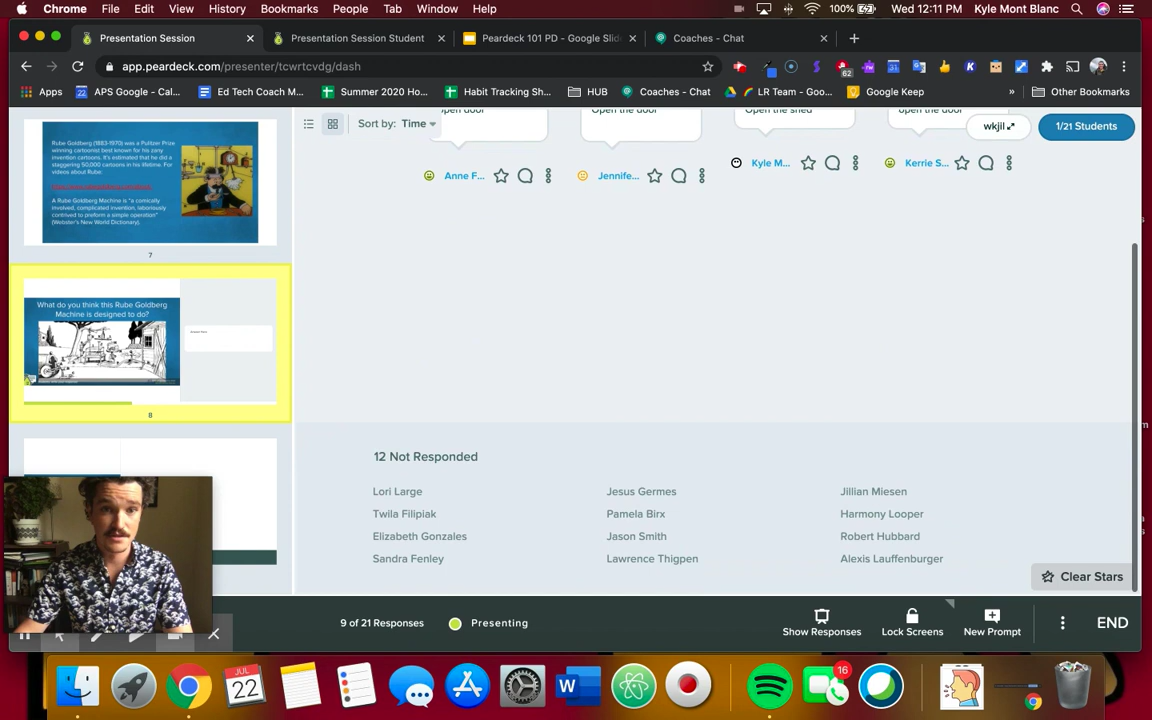 Chrome File Edit View History Bookmarks People Tab Window Help 100% Wed 12:11 PM Kyle Mont Blanc
Presentation Session
Presentation Session Student
Peardeck 101 PD - Google Slid
Coaches - Chat
app.peardeck.com/presenter/tcwrtcvdg/dash
62
Apps APS Google - Cal... Ed Tech Coach M... Summer 2020 Ho... Habit Tracking Sh... HUB Coaches - Chat LR Team - Goo... Google Keep » Other Bookmarks
Sort by: Time
open door
Open the door
Open the shed
Open the door
wkjil
1/21 Students
Anne F...
Jennife...
Kyle M...
Kerrie S...
Rube Goldberg (1883-1970) was a Pulitzer Prize
winning cartoonist best known for his zany
invention cartoons. It's estimated that he did a
staggering 50,000 cartoons in his lifetime. For
videos about Rube:
A Rube Goldberg Machine is "a comically
involved, complicated invention, laboriously
contrived to preform a simple operation"
(Webster's New World Dictionary).
7
What do you think this Rube Goldberg
Machine is designed to do?
8
12 Not Responded
Lori Large
Jesus Germes
Jillian Miesen
Twila Filipiak
Pamela Birx
Harmony Looper
Elizabeth Gonzales
Jason Smith
Robert Hubbard
Sandra Fenley
Lawrence Thigpen
Alexis Lauffenburger
Clear Stars
9 of 21 Responses
Presenting
Show Responses
Lock Screens
New Prompt
END
JUL
22
W
16